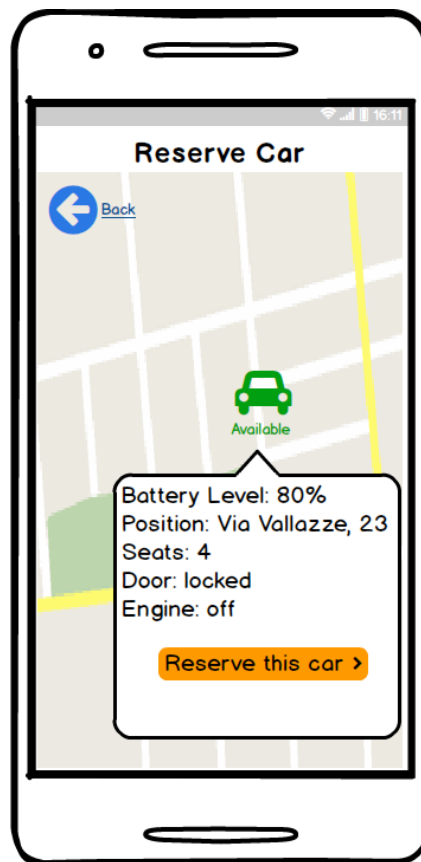 16:11
Reserve Car
Back
Available
Battery Level: 80%
Position: Via Vallazze, 23
Seats: 4
Door: locked
Engine: off
Reserve this car >